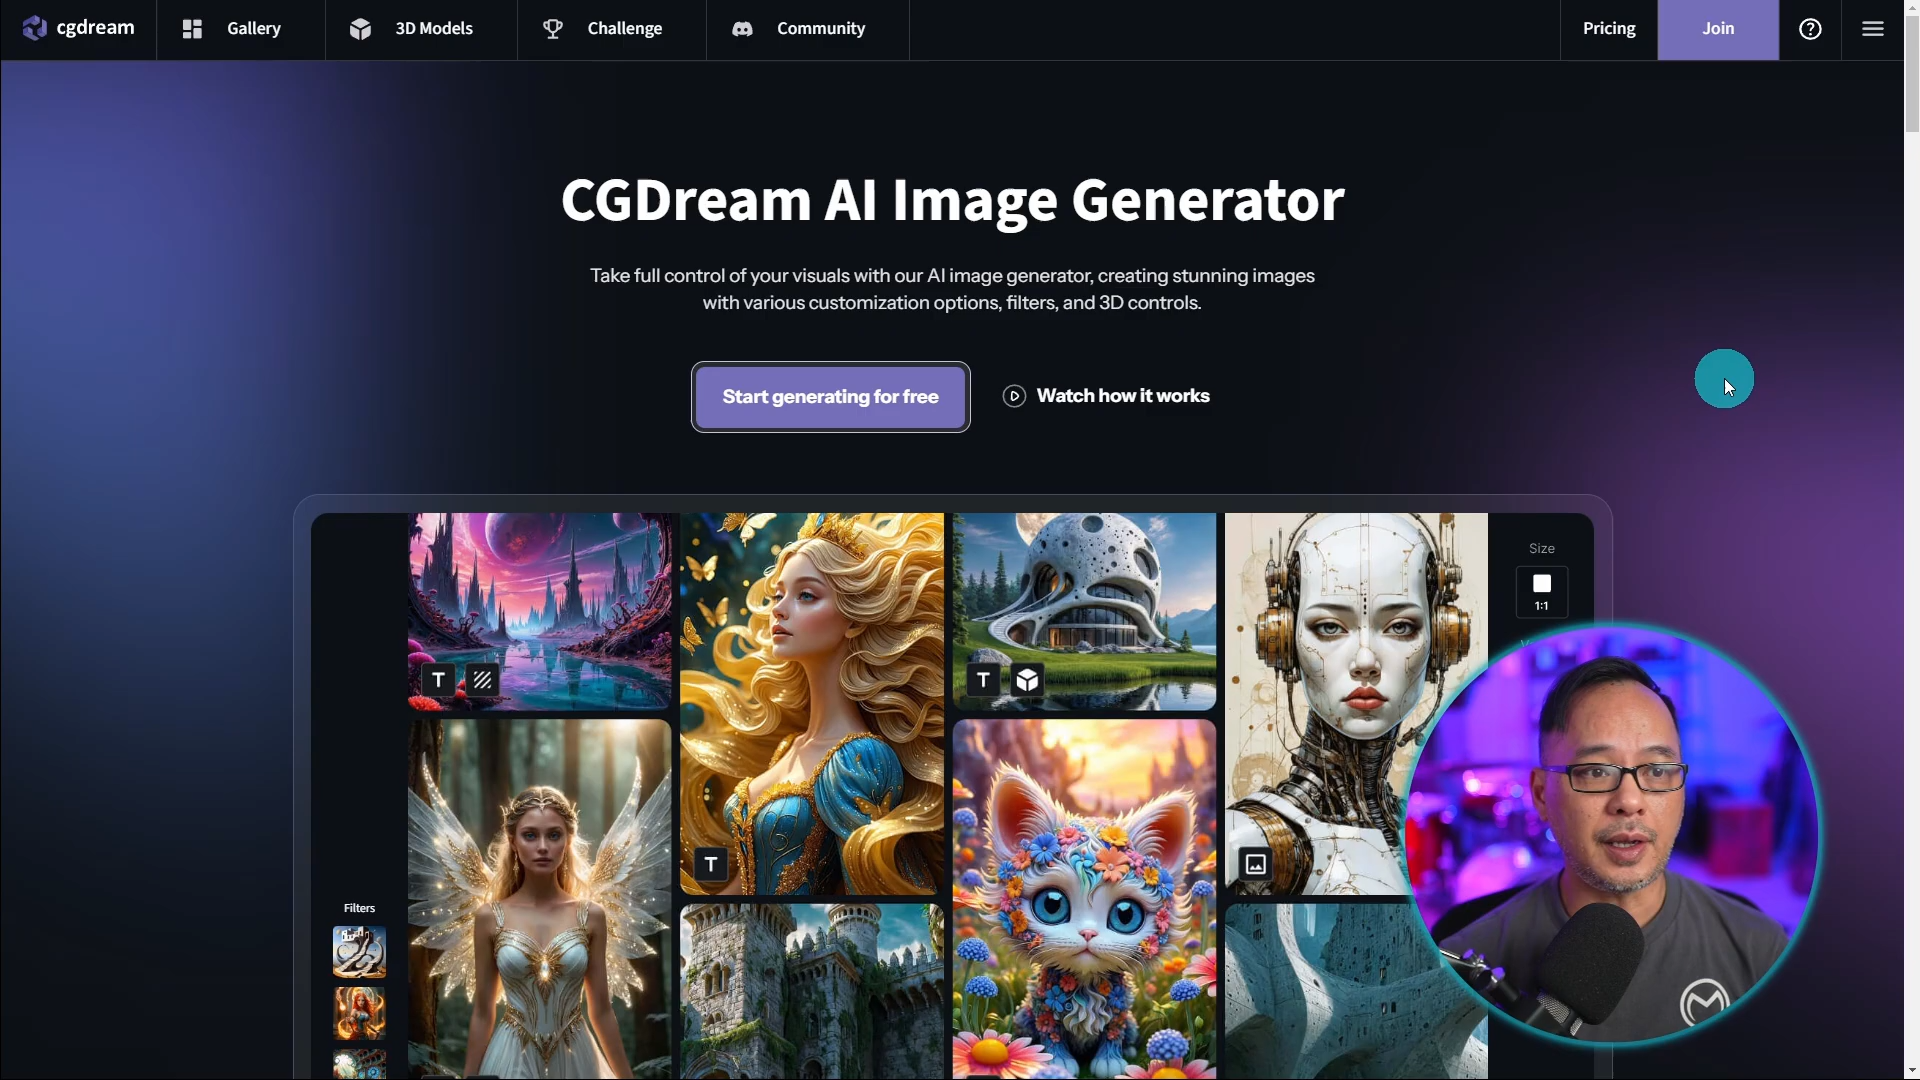 cgdream
Gallery
3D Models
Challenge
Community
Pricing
Join
CGDream AI Image Generator
Take full control of your visuals with our AI image generator, creating stunning images
with various customization options, filters, and 3D controls.
Start generating for free
Watch how it works
Size
1:1
T
T
T
Filters